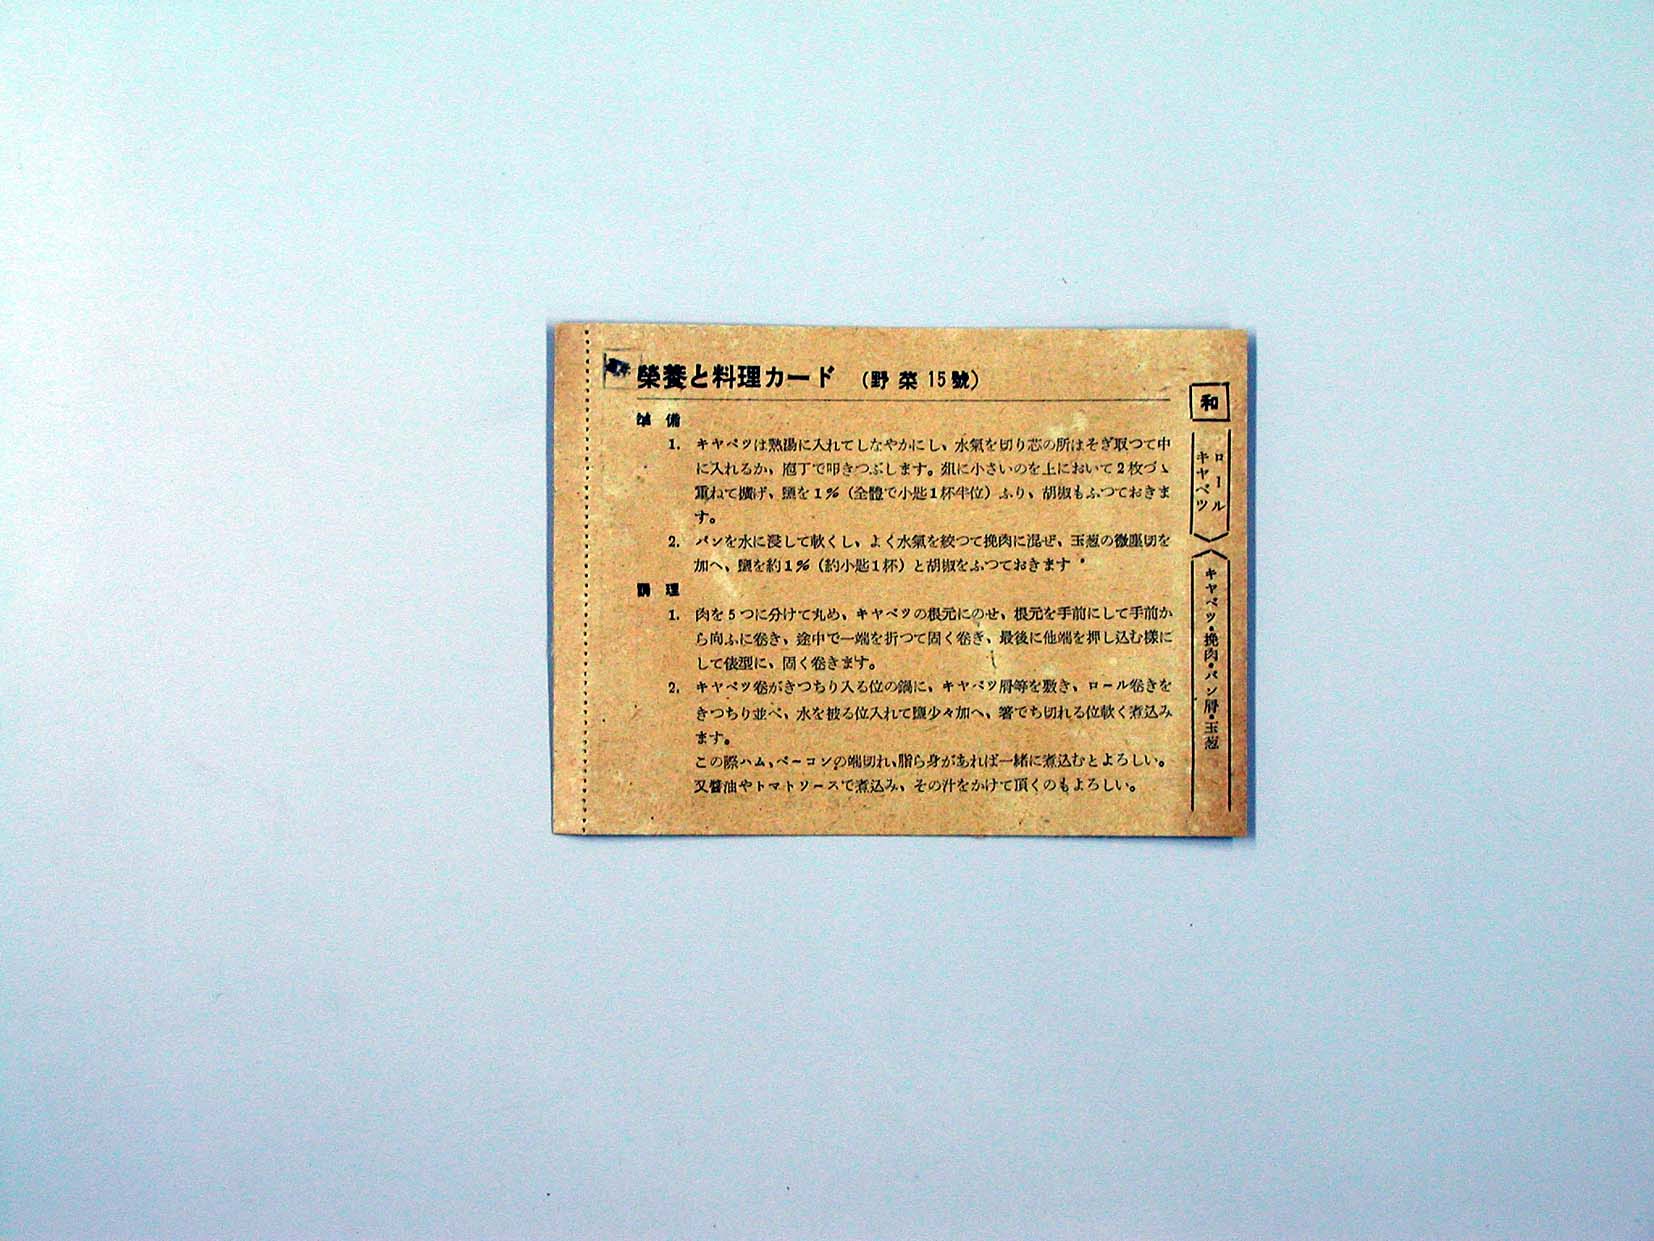 榮養と料理カード (野菜15號)
準備
1. キヤベツは熱湯に入れてしなやかにし、水氣を切り芯の所はそぎ取つて中
に入れるか、庖丁で叩きつぶします。俎に小さいのを上において2枚づゝ
重ねて擴げ、鹽を1%(全體で小匙1杯半位)ふり、胡椒もふつておきま
す。
2. パンを水に浸して軟くし、よく水氣を絞つて挽肉に混ぜ、玉葱の微塵切を
加へ、鹽を約1%(約小匙1杯)と胡椒をふつておきます
調理
1. 肉を5つに分けて丸め、キヤベツの根元にのせ、根元を手前にして手前か
ら向ふに卷き、途中で一端を折つて固く卷き、最後に他端を押し込む樣に
して俵型に、固く卷きます。
2. キヤベツ卷がきつちり入る位の鍋に、キヤベツ屑等を敷き、ロール卷きを
きつちり並べ、水を被る位入れて鹽少々加へ、箸でち切れる位軟く煮込み
ます。
この際ハム、ベーコンの端切れ、脂ら身があれば一緒に煮込むとよろしい。
又醤油やトマトソースで煮込み、その汁をかけて頂くのもよろしい。
和
ロール
キヤベツ
キヤベツ・挽肉・パン屑・玉葱